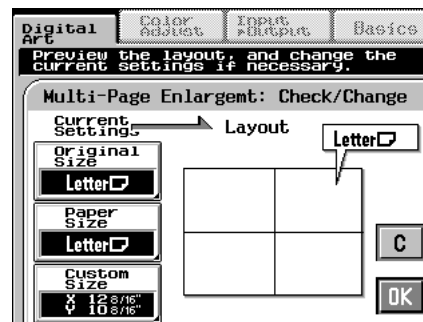 Digital Art
Color Adjust
Input Output
Basics
Preview the layout, and change the
current settings if necessary.
Multi-Page Enlargemt: Check/Change
Current
Settings
Layout
Letter
Original
Size
Letter
Paper
Size
Letter
C
Custom
Size
X 12 8/16"
Y 10 8/16"
OK